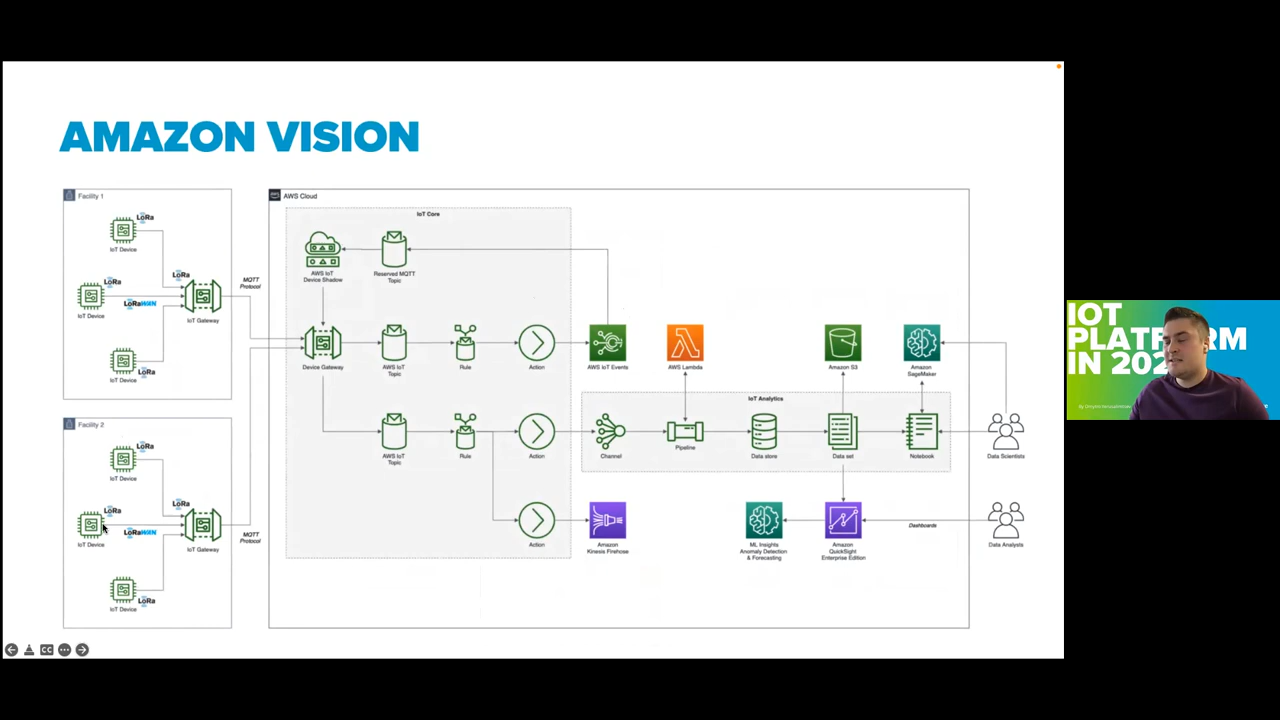 AMAZON VISION
Facility 1
LoRa
IoT Device
LoRa
IoT Device
LoRaWAN
LoRa
IoT Gateway
IoT Device
LoRa
MQTT
Protocol
Facility 2
LoRa
IoT Device
LoRa
IoT Device
LoRaWAN
LoRa
IoT Gateway
IoT Device
LoRa
MQTT
Protocol
aws
AWS Cloud
IoT Core
AWS IoT
Device Shadow
Reserved MQTT
Topic
Device Gateway
AWS IoT
Topic
Rule
Action
AWS IoT Events
AWS Lambda
Amazon S3
Amazon
SageMaker
IoT Analytics
AWS IoT
Topic
Rule
Action
Channel
Pipeline
Data store
Data set
Notebook
Data Scientists
Action
Amazon
Kinesis Firehose
ML Insights
Anomaly Detection
& Forecasting
Amazon
QuickSight
Enterprise Edition
Dashboards
Data Analysts
CC
IOT
PLATFORM
IN 202